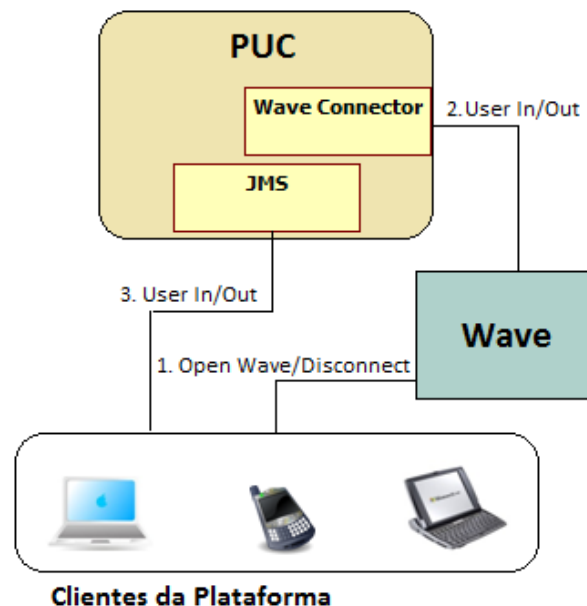 PUC
Wave Connector
2.User In/Out
JMS
3. User In/Out
Wave
1. Open Wave/Disconnect
Clientes da Plataforma